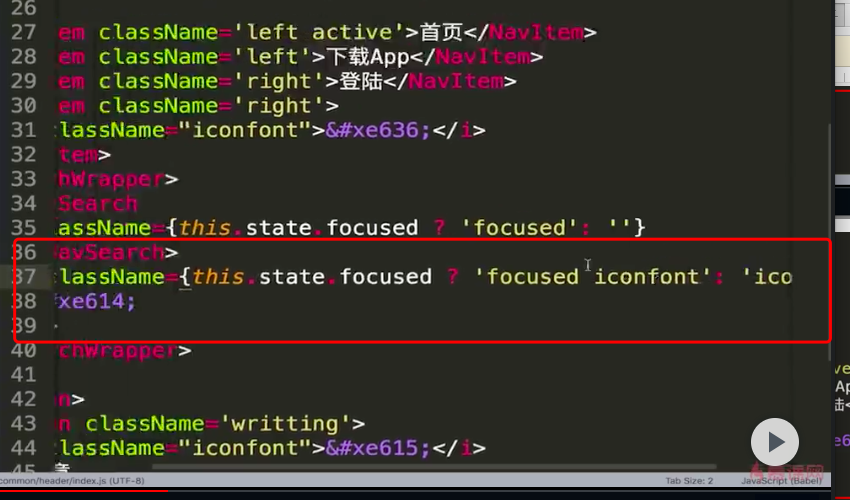 26
27 em className='left active'>首页</NavItem>
28 em className='left'>下载App</NavItem>
29 em className='right'>登陆</NavItem>
30 em className='right'>
31 lassName="iconfont">&#xe636;</i>
32 tem>
33 hWrapper>
34 Search
35 assName={this.state.focused ? 'focused': ''}
36 avSearch>
37 lassName={this.state.focused ? 'focused iconfont': 'ico
38 xe614;
39
40 chWrapper>
41
42 n>
43 n className='writting'>
44 lassName="iconfont">&#xe615;</i>
45
common/header/index.js (UTF-8) Tab Size: 2 JavaScript (Babel)